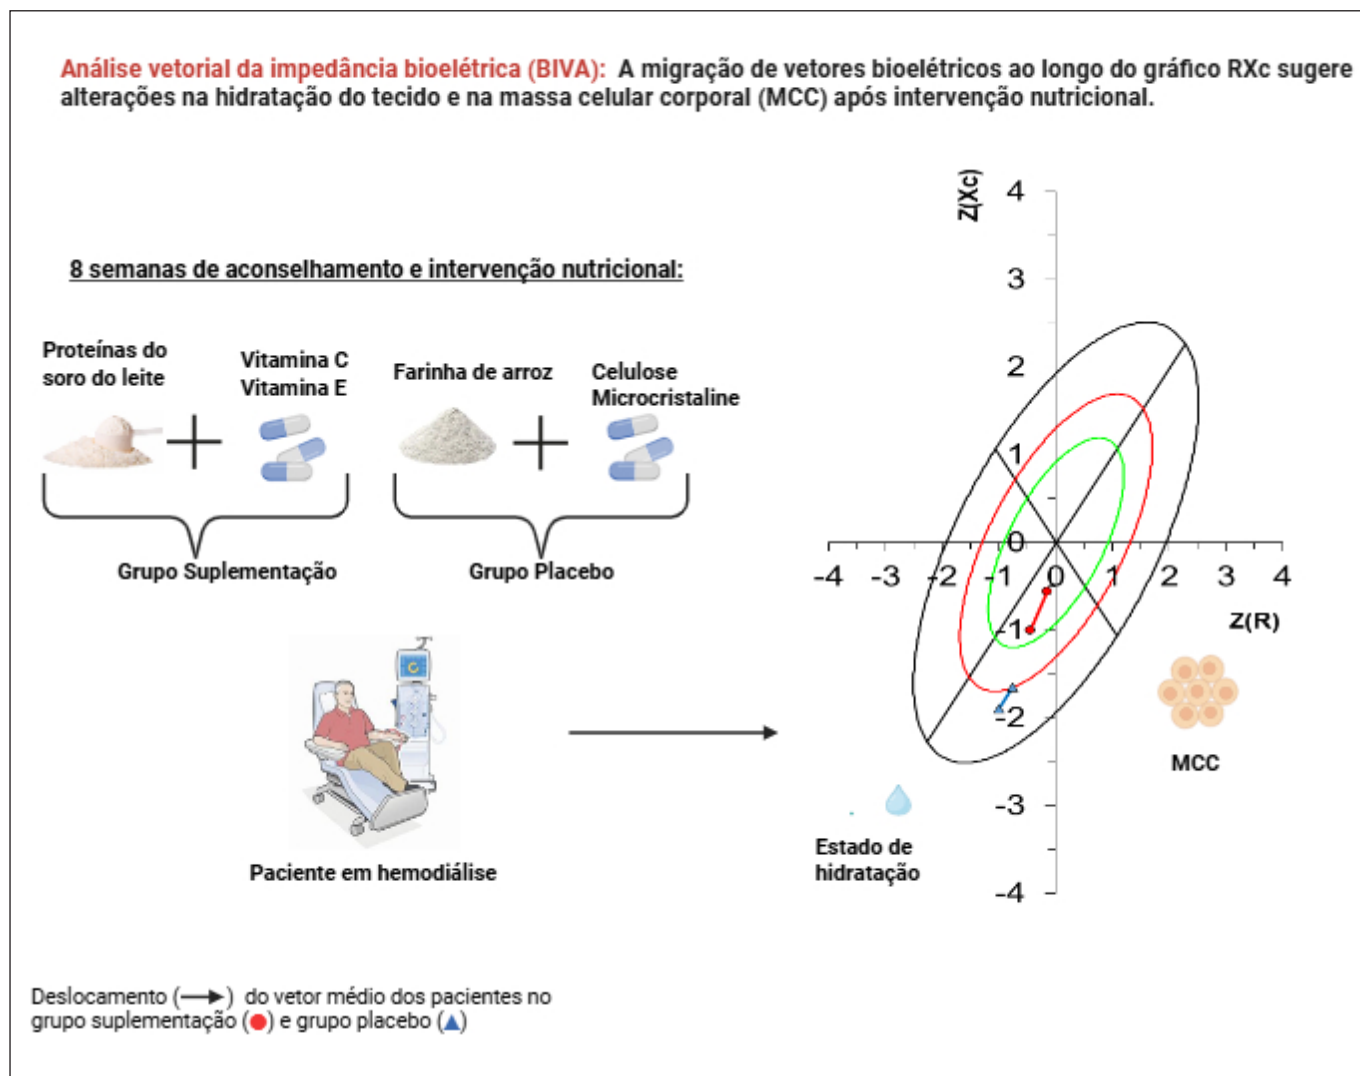 Análise vetorial da impedância bioelétrica (BIVA): A migração de vetores bioelétricos ao longo do gráfico RXc sugere
alterações na hidratação do tecido e na massa celular corporal (MCC) após intervenção nutricional.
8 semanas de aconselhamento e intervenção nutricional:
Proteínas do
soro do leite
Vitamina C
Vitamina E
Farinha de arroz
Celulose
Microcristaline
Grupo Suplementação
Grupo Placebo
Paciente em hemodiálise
Z(Xc)
4
3
2
1
0
-1
-2
-3
-4
-4 -3 -2 -1 0 1 2 3 4
Z(R)
MCC
Estado de
hidratação
Deslocamento (→) do vetor médio dos pacientes no
grupo suplementação (●) e grupo placebo (▲)